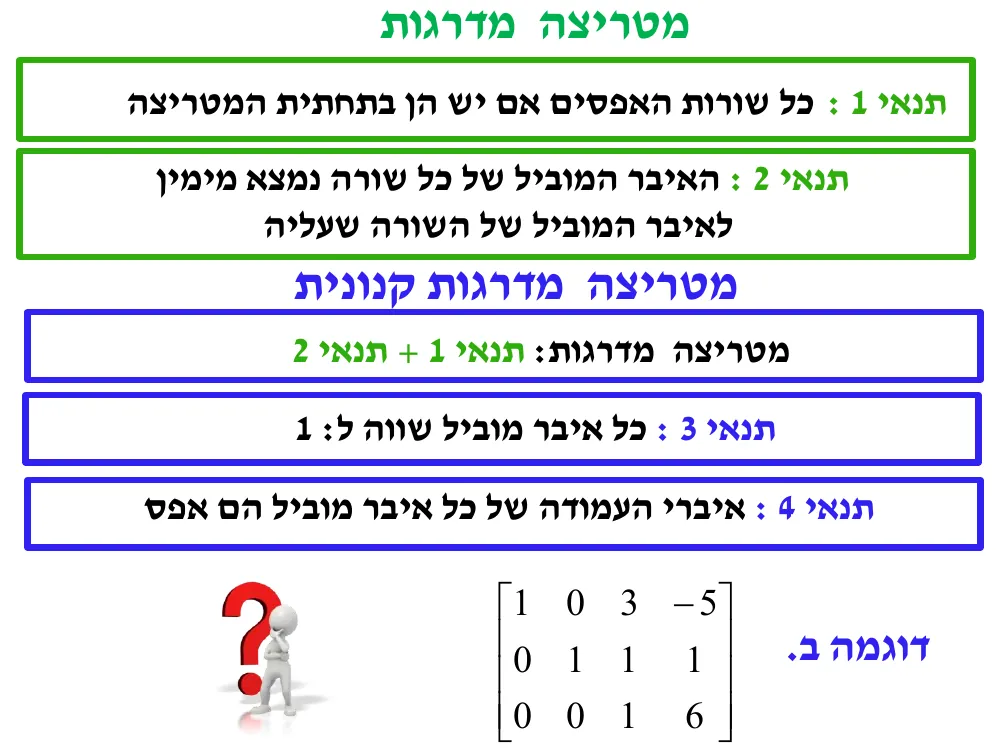 מטריצה מדרגות
תנאי 1 : כל שורות האפסים אם יש הן בתחתית המטריצה
תנאי 2 : האיבר המוביל של כל שורה נמצא מימין
לאיבר המוביל של השורה שעליה
מטריצה מדרגות קנונית
מטריצה מדרגות: תנאי 1 + תנאי 2
תנאי 3 : כל איבר מוביל שווה ל: 1
תנאי 4 : איברי העמודה של כל איבר מוביל הם אפס
דוגמה ב.
1 0 3 −5
0 1 1 1
0 0 1 6
?